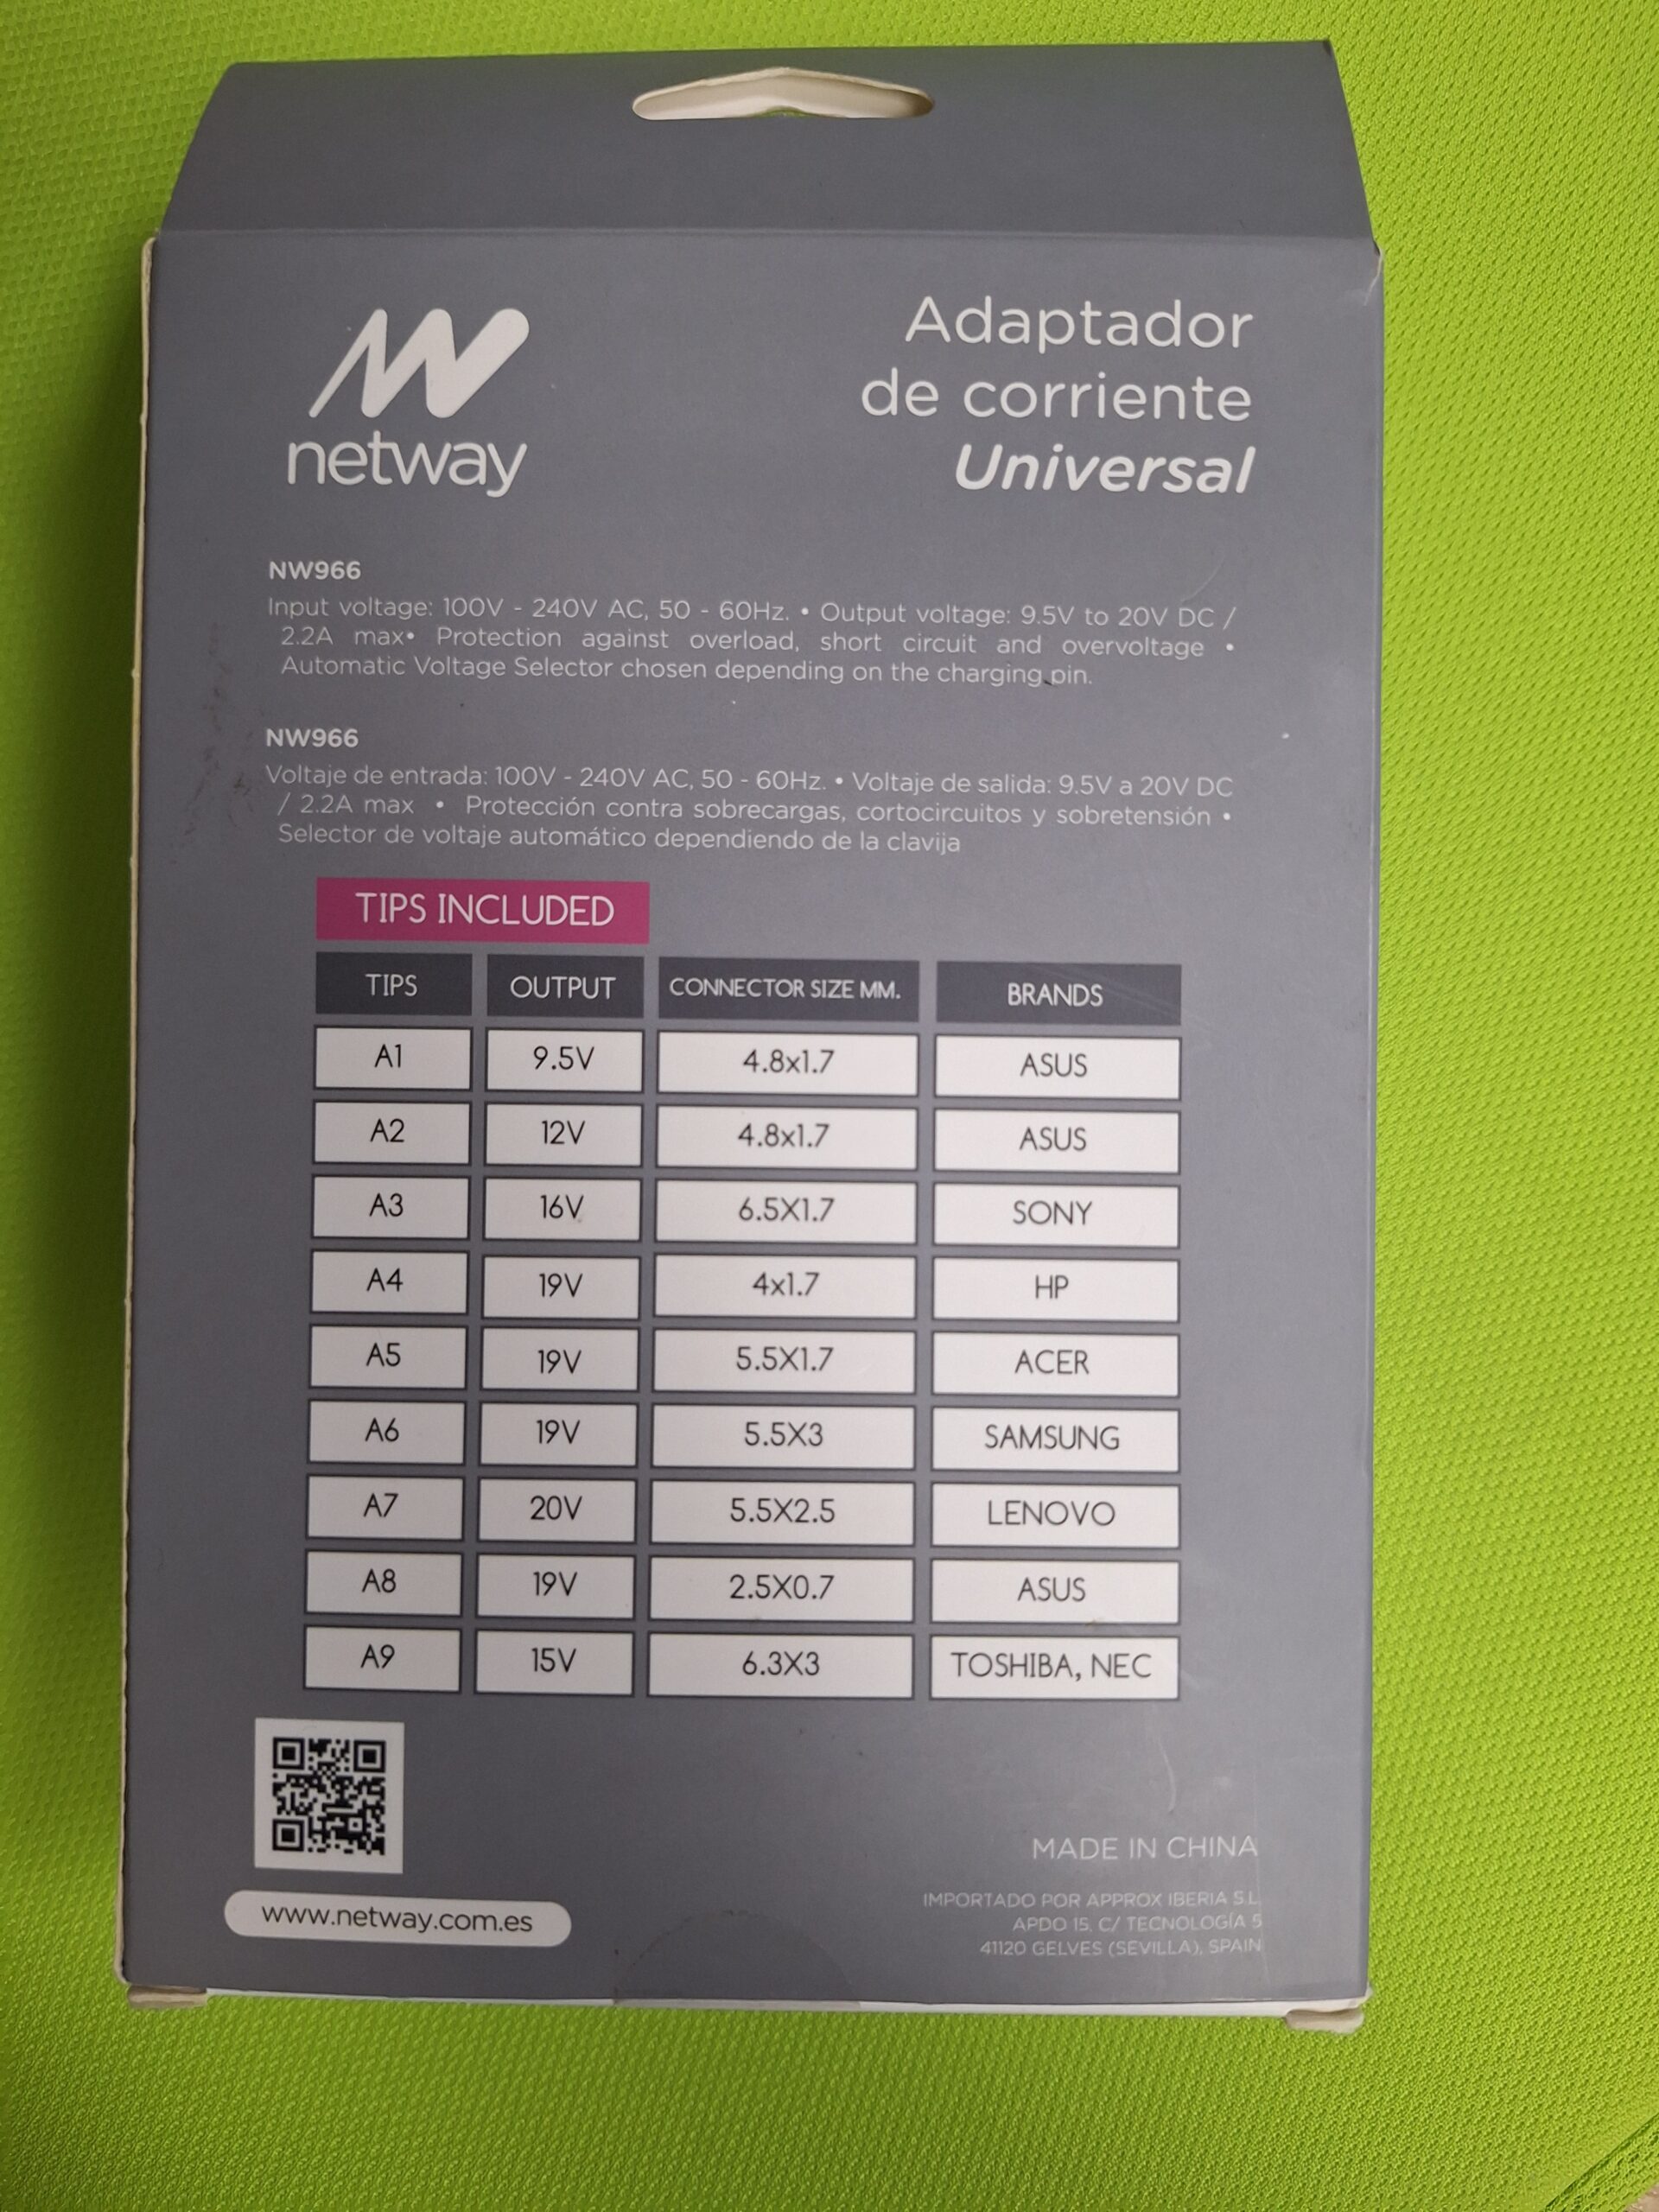 netway
Adaptador
de corriente
Universal
NW966
Input voltage: 100V - 240V AC, 50 - 60Hz. • Output voltage: 9.5V to 20V DC /
2.2A max• Protection against overload, short circuit and overvoltage •
Automatic Voltage Selector chosen depending on the charging pin.
NW966
Voltaje de entrada: 100V - 240V AC, 50 - 60Hz. • Voltaje de salida: 9.5V a 20V DC
/ 2.2A max • Protección contra sobrecargas, cortocircuitos y sobretensión •
Selector de voltaje automático dependiendo de la clavija
TIPS INCLUDED
TIPS OUTPUT CONNECTOR SIZE MM. BRANDS
A1 9.5V 4.8x1.7 ASUS
A2 12V 4.8x1.7 ASUS
A3 16V 6.5X1.7 SONY
A4 19V 4x1.7 HP
A5 19V 5.5X1.7 ACER
A6 19V 5.5X3 SAMSUNG
A7 20V 5.5X2.5 LENOVO
A8 19V 2.5X0.7 ASUS
A9 15V 6.3X3 TOSHIBA, NEC
www.netway.com.es
MADE IN CHINA
IMPORTADO POR APPROX IBERIA S.L.
APDO 15. C/ TECNOLOGÍA 5
41120 GELVES (SEVILLA), SPAIN